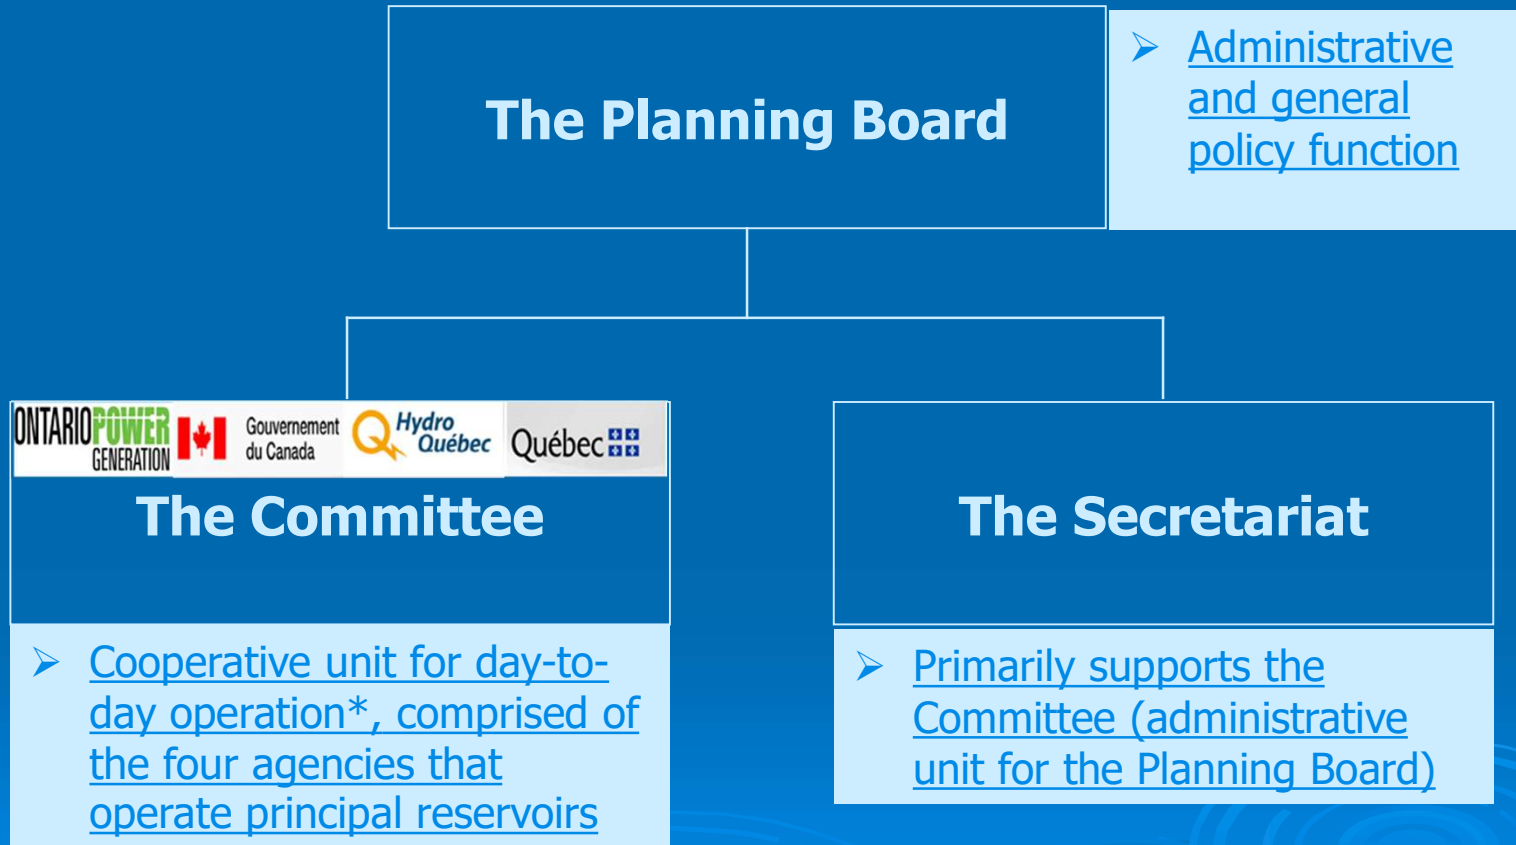 The Planning Board
➢ Administrative
and general
policy function
ONTARIOPOWER
GENERATION
Gouvernement
du Canada
Hydro
Québec
Québec
The Committee
➢ Cooperative unit for day-to-
day operation*, comprised of
the four agencies that
operate principal reservoirs
The Secretariat
➢ Primarily supports the
Committee (administrative
unit for the Planning Board)